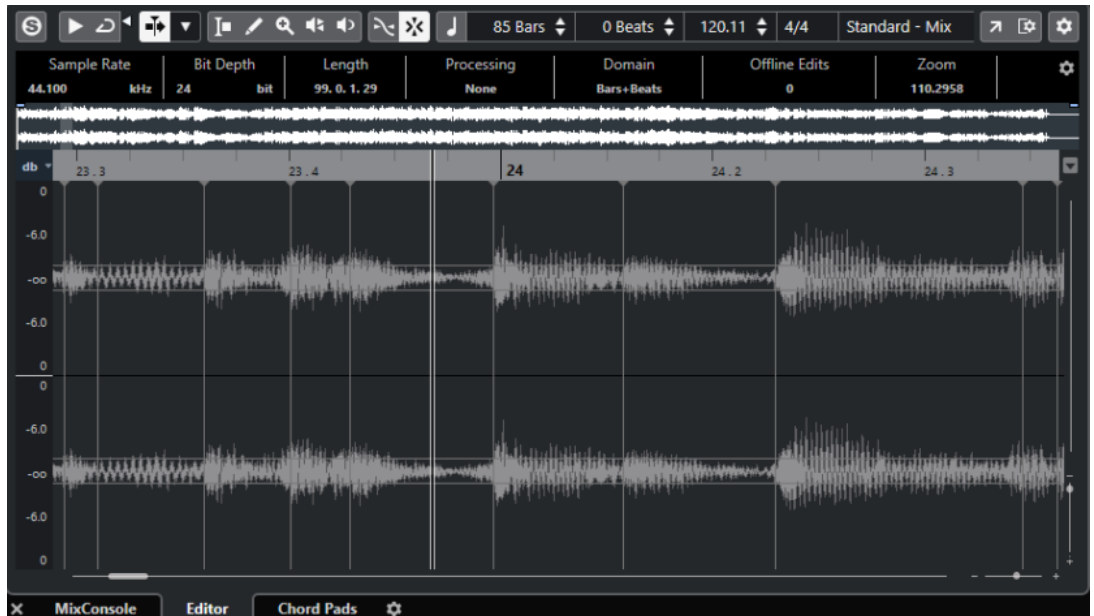 85 Bars 0 Beats 120.11 4/4 Standard - Mix
Sample Rate Bit Depth Length Processing Domain Offline Edits Zoom
44.100 kHz 24 bit 99. 0. 1. 29 None Bars+Beats 0 110.2958
db 23 . 3 23 . 4 24 24 . 2 24 . 3
0
-6.0
-∞
-6.0
0
0
-6.0
-∞
-6.0
0
MixConsole Editor Chord Pads